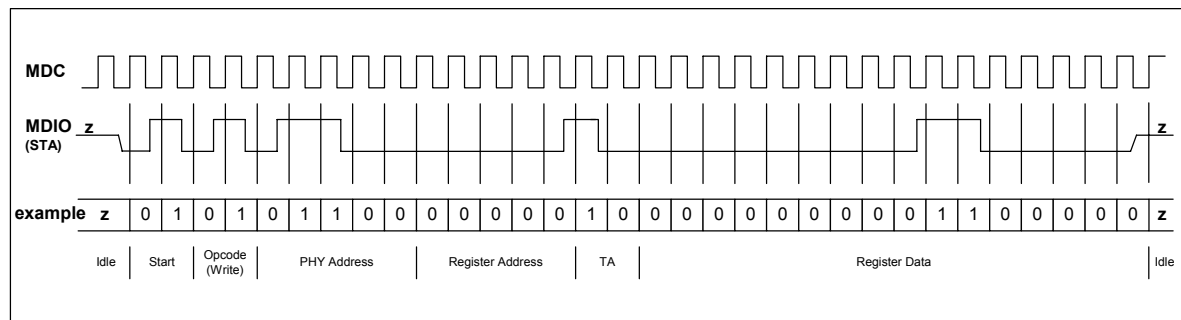 MDC
MDIO z z
(STA)
example z 0 1 0 1 0 1 1 0 0 0 0 0 0 0 1 0 0 0 0 0 0 0 0 0 0 1 1 0 0 0 0 0 z
Idle Start Opcode PHY Address Register Address TA Register Data Idle
(Write)